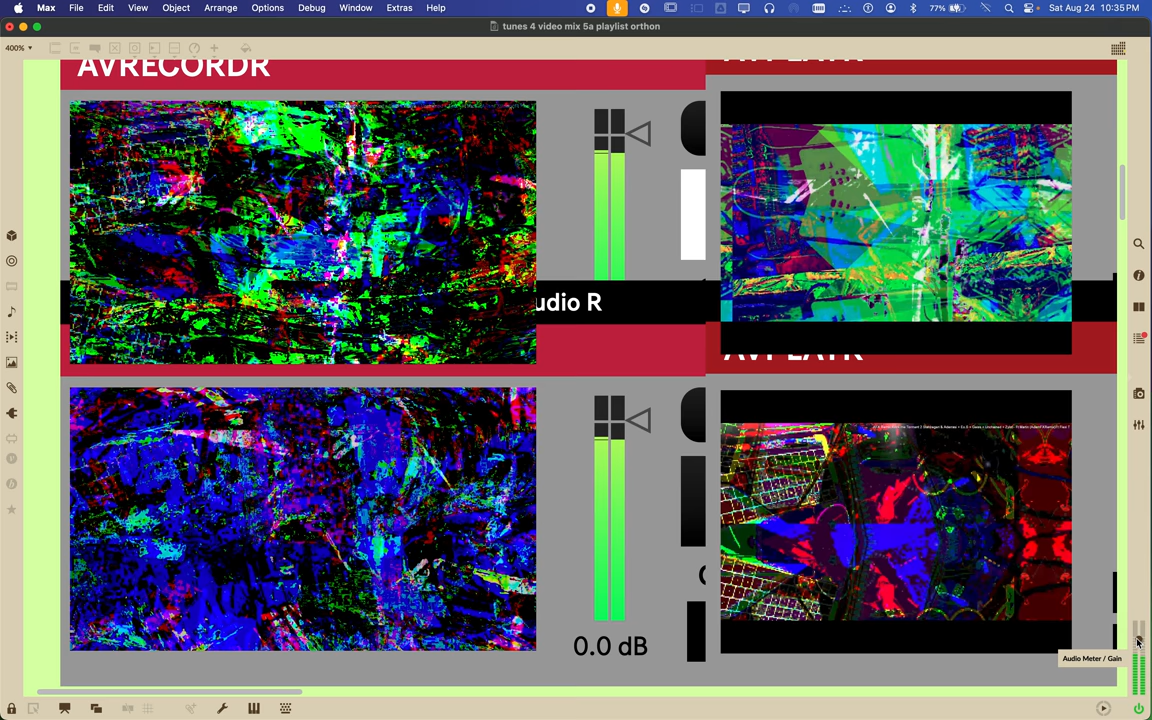 Max File Edit View Object Arrange Options Debug Window Extras Help
77% Sat Aug 24 10:35 PM
tunes 4 video mix 5a playlist orthon
400%
AVRECORDR
udio R
0.0 dB
Audio Meter / Gain